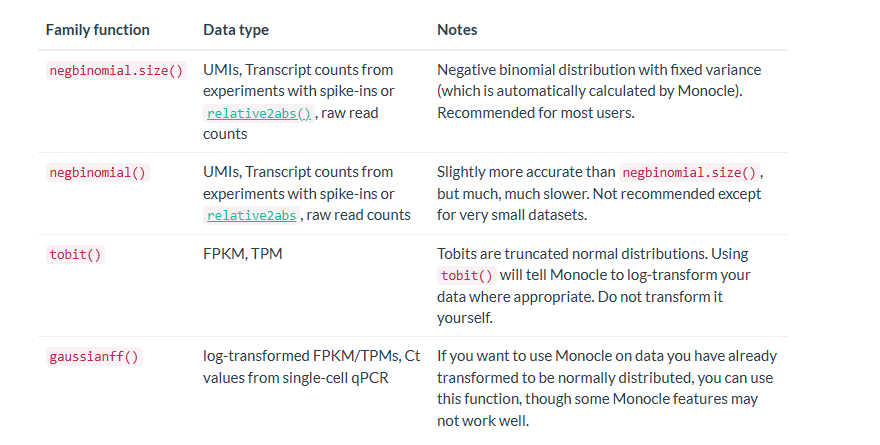 Family function Data type Notes
negbinomial.size() UMIs, Transcript counts from Negative binomial distribution with fixed variance
experiments with spike-ins or (which is automatically calculated by Monocle).
relative2abs() , raw read Recommended for most users.
counts
negbinomial() UMIs, Transcript counts from Slightly more accurate than negbinomial.size() ,
experiments with spike-ins or but much, much slower. Not recommended except
relative2abs , raw read counts for very small datasets.
tobit() FPKM, TPM Tobits are truncated normal distributions. Using
tobit() will tell Monocle to log-transform your
data where appropriate. Do not transform it
yourself.
gaussianff() log-transformed FPKM/TPMs, Ct If you want to use Monocle on data you have already
values from single-cell qPCR transformed to be normally distributed, you can use
this function, though some Monocle features may
not work well.